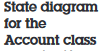 State diagram
for the
Account class